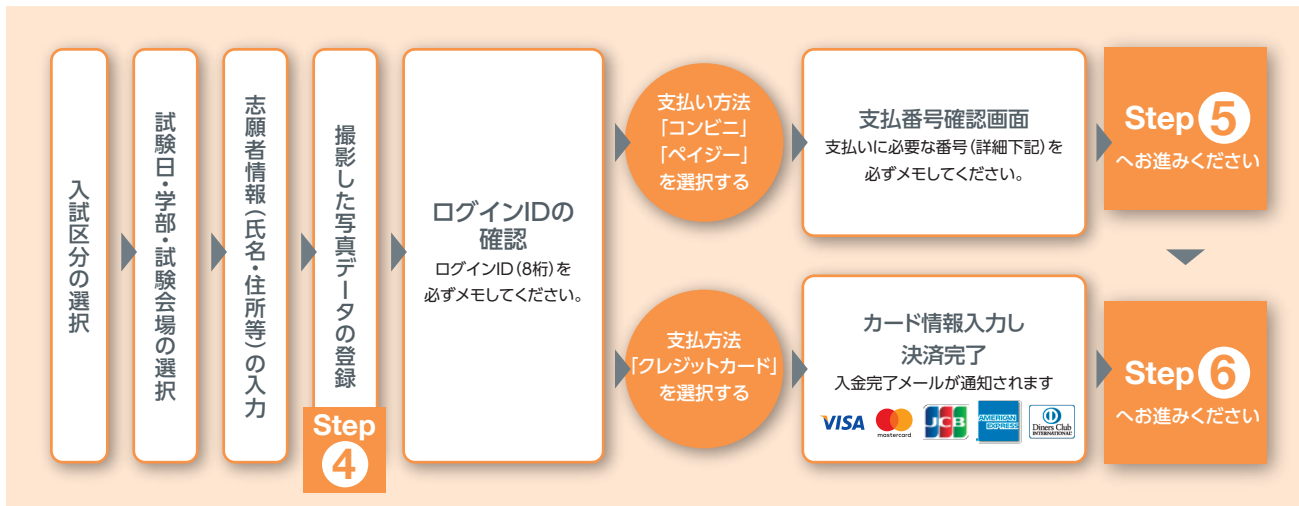 入試区分の選択
試験日・学部・試験会場の選択
志願者情報(氏名・住所等)の入力
撮影した写真データの登録
Step
4
ログインIDの
確認
ログインID(8桁)を
必ずメモしてください。
支払い方法
「コンビニ」
「ペイジー」
を選択する
支払番号確認画面
支払いに必要な番号(詳細下記)を
必ずメモしてください。
Step 5
へお進みください
支払方法
「クレジットカード」
を選択する
カード情報入力し
決済完了
入金完了メールが通知されます
VISA
mastercard
JCB
AMERICAN
EXPRESS
Diners Club
INTERNATIONAL
Step 6
へお進みください